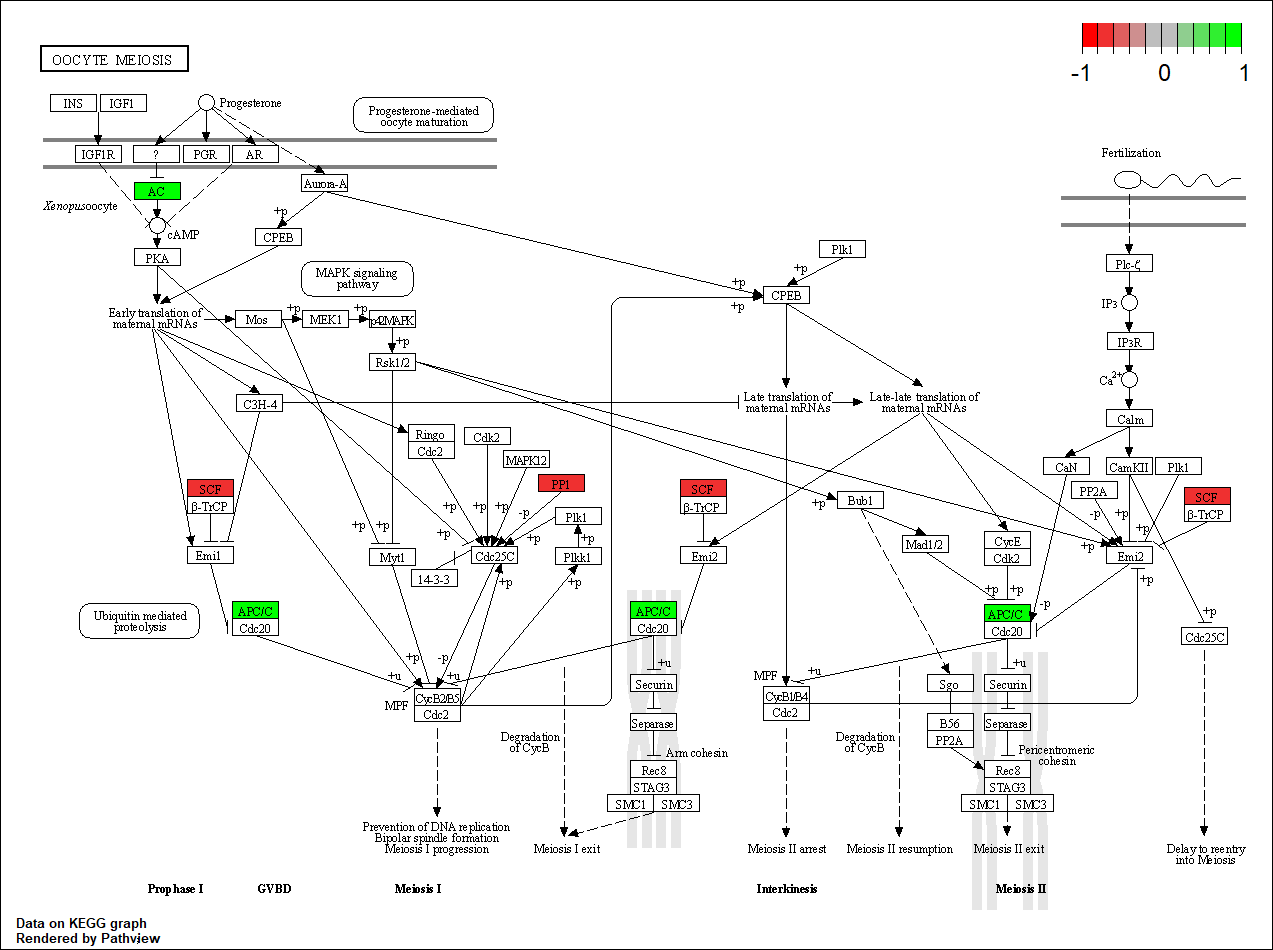 OOCYTE MEIOSIS
-1 0 1
INS
IGF1
Progesterone
Progesterone-mediated
oocyte maturation
IGF1R
?
PGR
AR
Fertilization
AC
Aurora-A
Xenopus oocyte
cAMP
+p
CPEB
PKA
Plk1
+p
Plc-ζ
MAPK signaling
pathway
+p
CPEB
+p
IP3
Early translation of
maternal mRNAs
Mos
+p
MEK1
+p
p42MAPK
+p
Rsk1/2
IP3R
Ca2+
C3H-4
Late translation of
maternal mRNAs
Late-late translation of
maternal mRNAs
Calm
Ringo
Cdc2
Cdk2
MAPK12
CaN
CamKII
Plk1
SCF
β-TrCP
PP1
SCF
β-TrCP
Bub1
+p
PP2A
SCF
β-TrCP
+p
+p
+p
-p
Plk1
-p
+p
+p
+p
+p
+p
+p
Emi1
Myt1
Cdc25C
Plkk1
Emi2
Mad1/2
CycE
Cdk2
+p
Emi2
14-3-3
+p
+p
+p
+p
+p
Ubiquitin mediated
proteolysis
APC/C
Cdc20
APC/C
Cdc20
APC/C
Cdc20
-p
+p
Cdc25C
+p
-p
+u
+u
+u
+u
+u
MPF
CycB2/B5
Cdc2
Securin
MPF
CycB1/B4
Cdc2
Sgo
Securin
Separase
B56
PP2A
Separase
Degradation
of CycB
Arm cohesin
Degradation
of CycB
Pericentromeric
cohesin
Rec8
STAG3
SMC1
SMC3
Rec8
STAG3
SMC1
SMC3
Prevention of DNA replication
Bipolar spindle formation
Meiosis I progression
Meiosis I exit
Meiosis II arrest
Meiosis II resumption
Meiosis II exit
Delay to reentry
into Meiosis
Prophase I
GVBD
Meiosis I
Interkinesis
Meiosis II
Data on KEGG graph
Rendered by Pathview